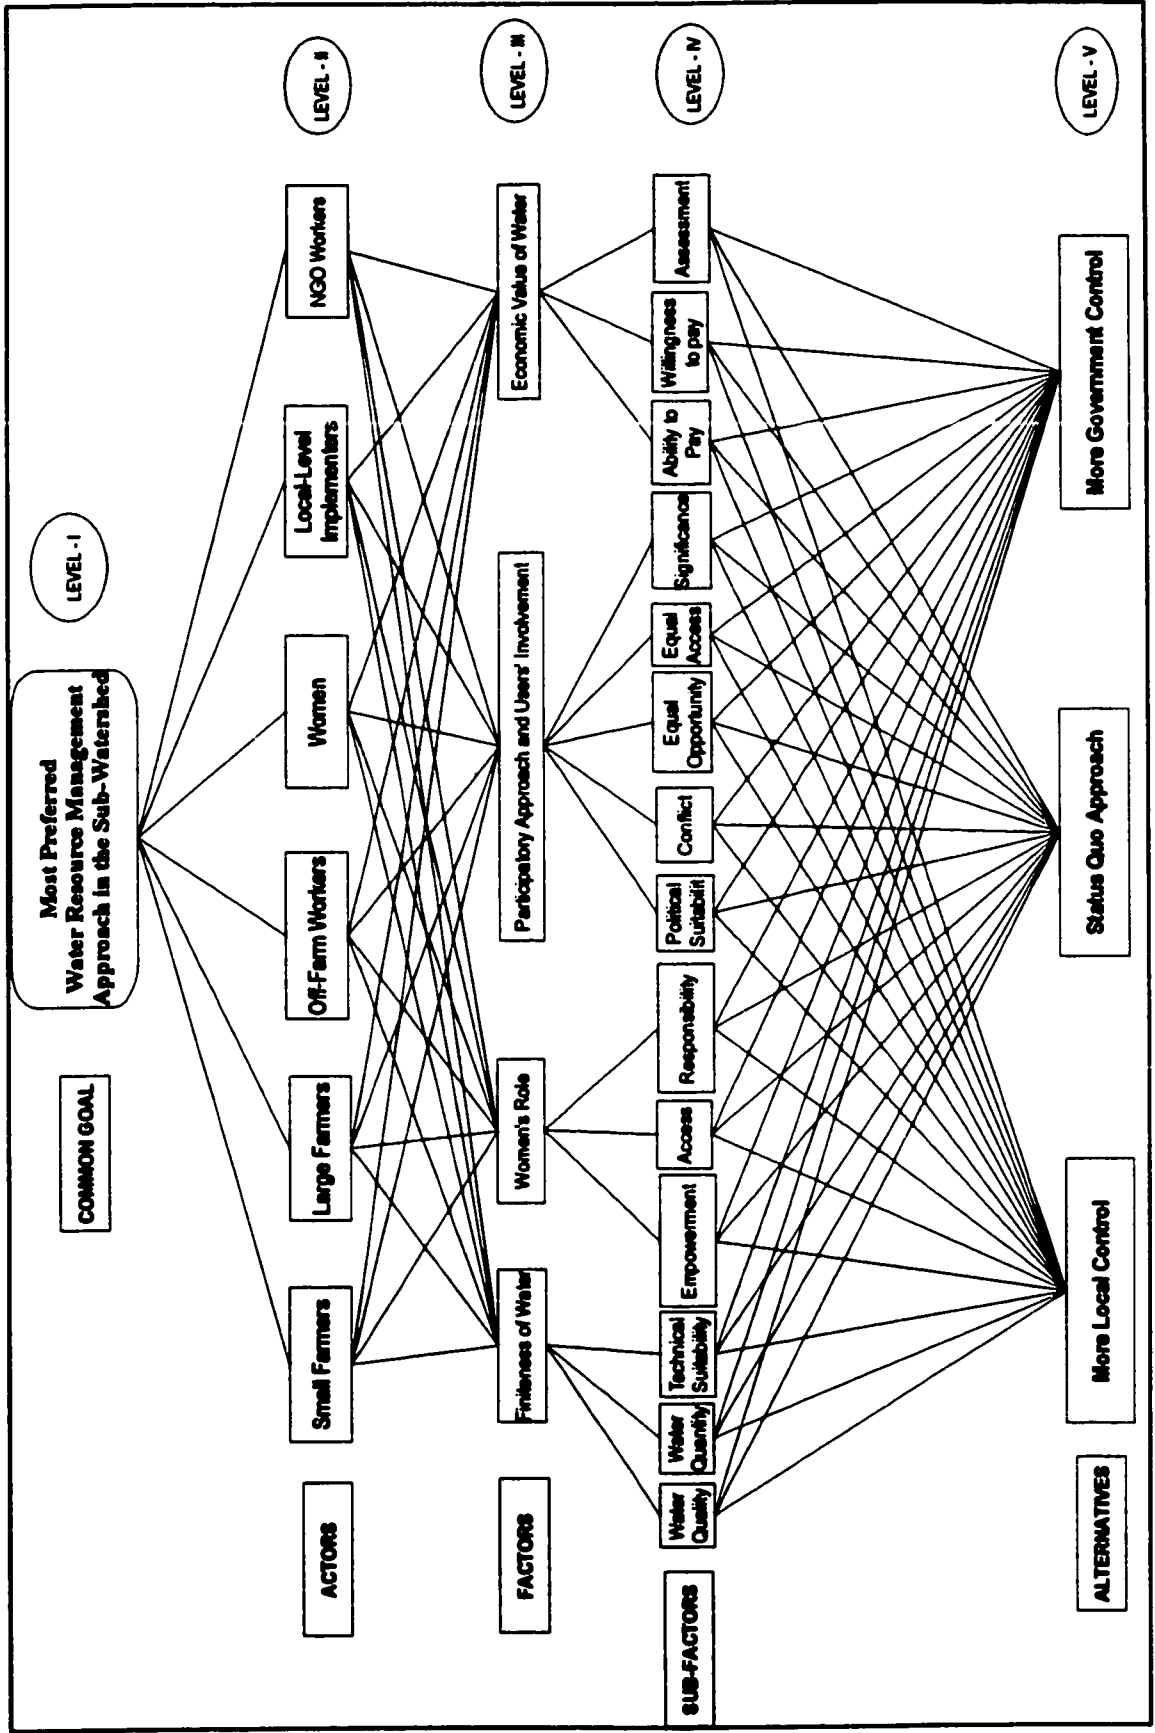 LEVEL - I
COMMON GOAL
Most Preferred
Water Resource Management
Approach in the Sub-Watershed
ACTORS
Small Farmers
Large Farmers
Off-Farm Workers
Women
Local-Level
Implementers
NGO Workers
LEVEL - II
FACTORS
Finiteness of Water
Women's Role
Participatory Approach and Users' Involvement
Economic Value of Water
LEVEL - III
SUB-FACTORS
Water
Quality
Water
Quantity
Technical
Suitability
Empowerment
Access
Responsibility
Political
Suitabilit
Conflict
Equal
Opportunity
Equal
Access
Significance
Ability to
Pay
Willingness
to pay
Assessment
LEVEL - IV
ALTERNATIVES
More Local Control
Status Quo Approach
More Government Control
LEVEL - V